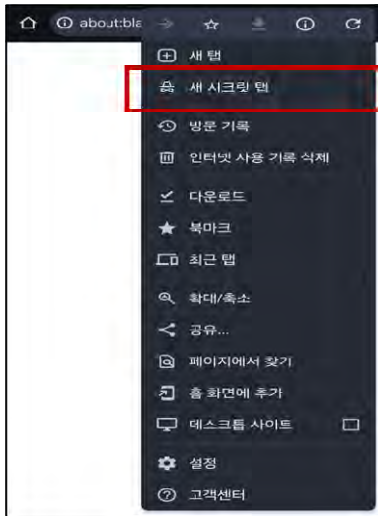 about:bla
새 탭
새 시크릿 탭
방문 기록
인터넷 사용 기록 삭제
다운로드
북마크
최근 탭
확대/축소
공유...
페이지에서 찾기
홈 화면에 추가
데스크톱 사이트
설정
고객센터